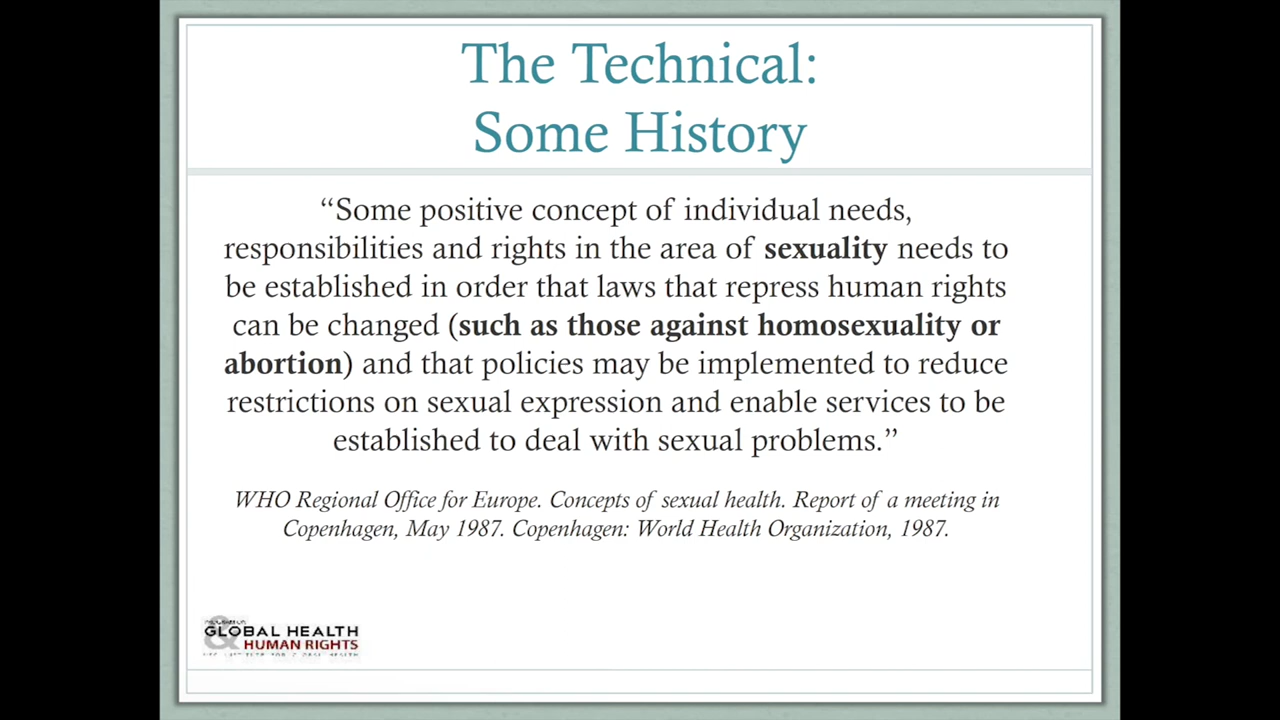 The Technical:
Some History
“Some positive concept of individual needs,
responsibilities and rights in the area of sexuality needs to
be established in order that laws that repress human rights
can be changed (such as those against homosexuality or
abortion) and that policies may be implemented to reduce
restrictions on sexual expression and enable services to be
established to deal with sexual problems.”
WHO Regional Office for Europe. Concepts of sexual health. Report of a meeting in
Copenhagen, May 1987. Copenhagen: World Health Organization, 1987.
PROGRAM ON
GLOBAL HEALTH
& HUMAN RIGHTS